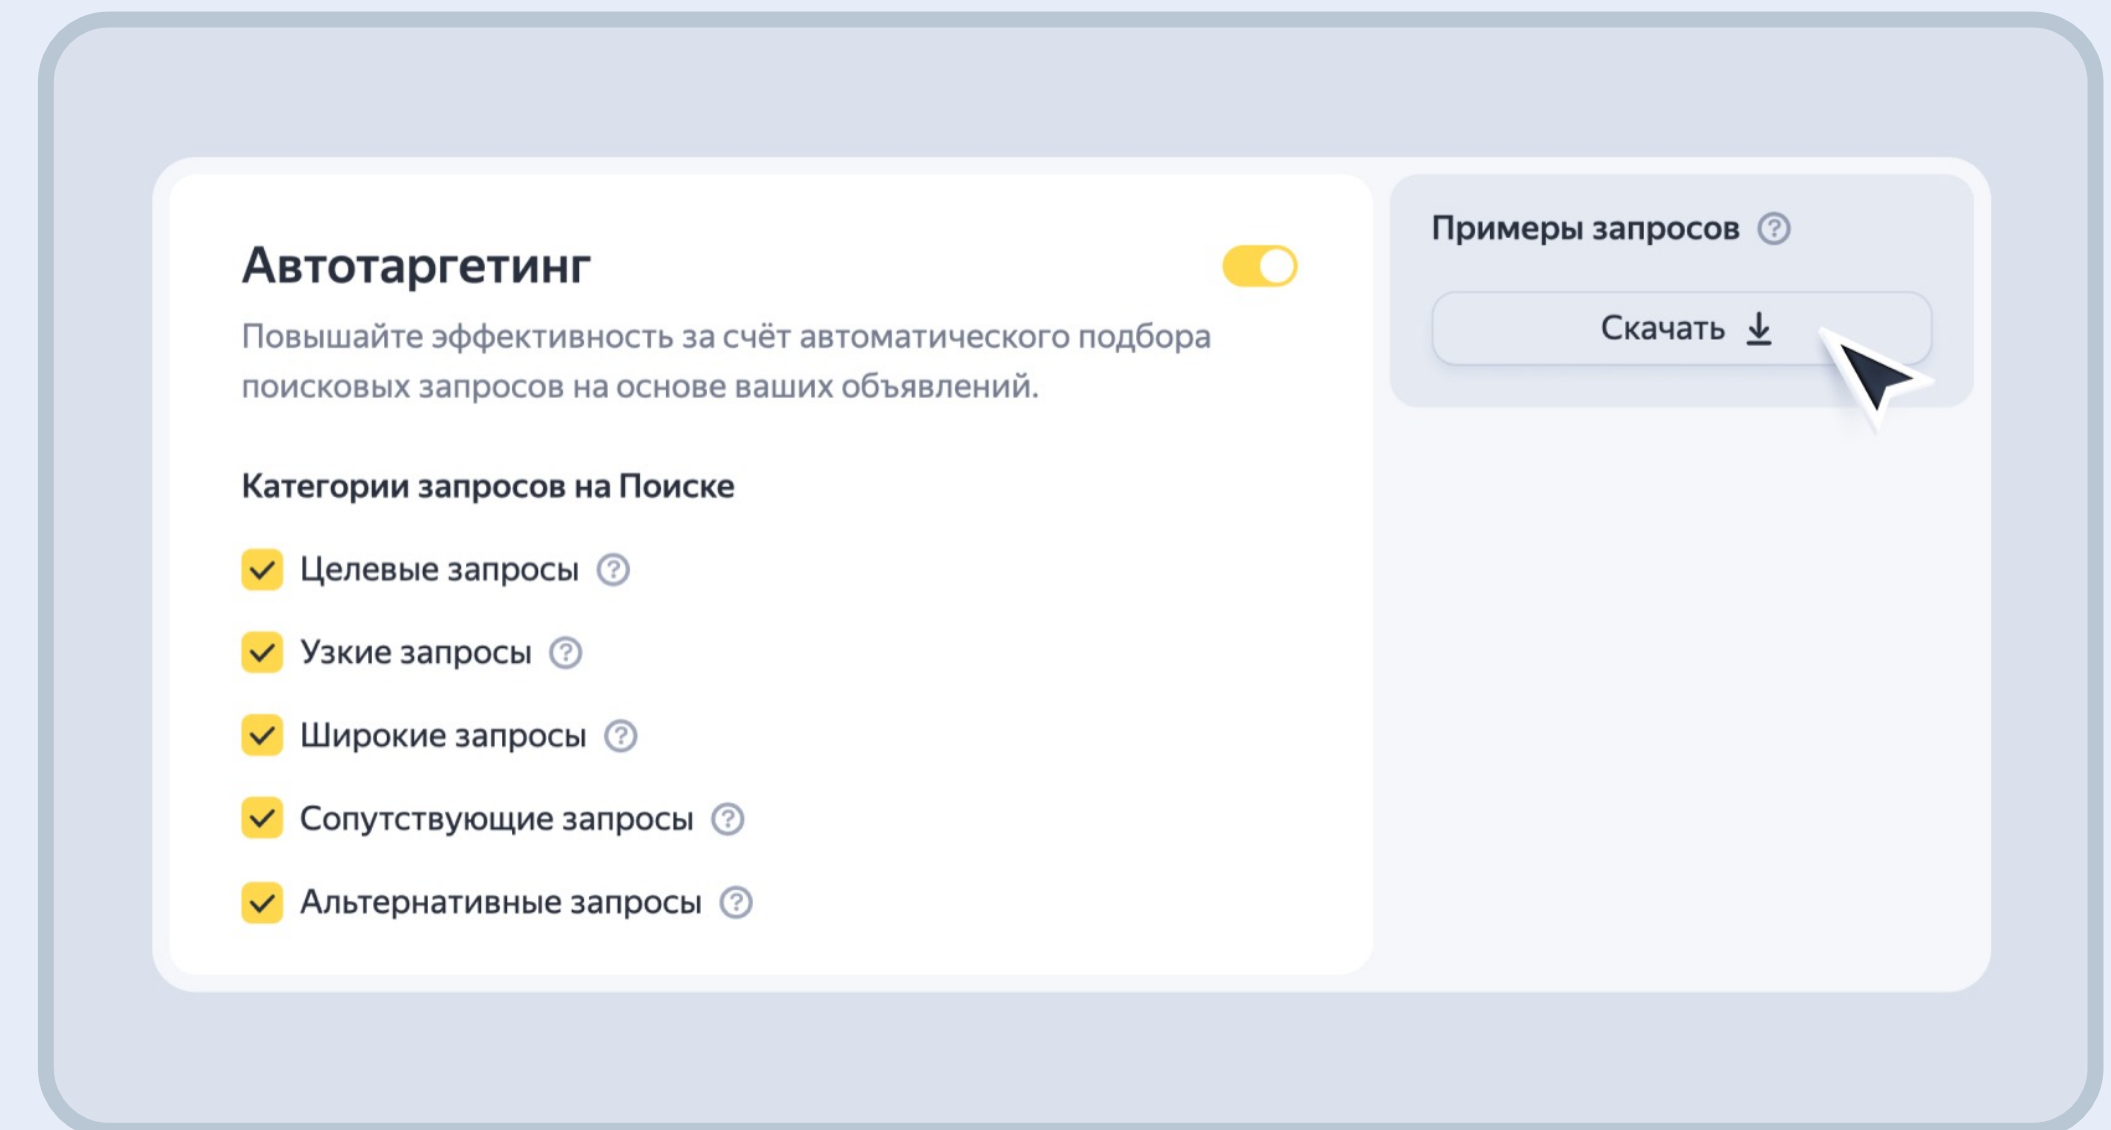 Автотаргетинг
Повышайте эффективность за счёт автоматического подбора
поисковых запросов на основе ваших объявлений.
Категории запросов на Поиске
Целевые запросы
Узкие запросы
Широкие запросы
Сопутствующие запросы
Альтернативные запросы
Примеры запросов
Скачать